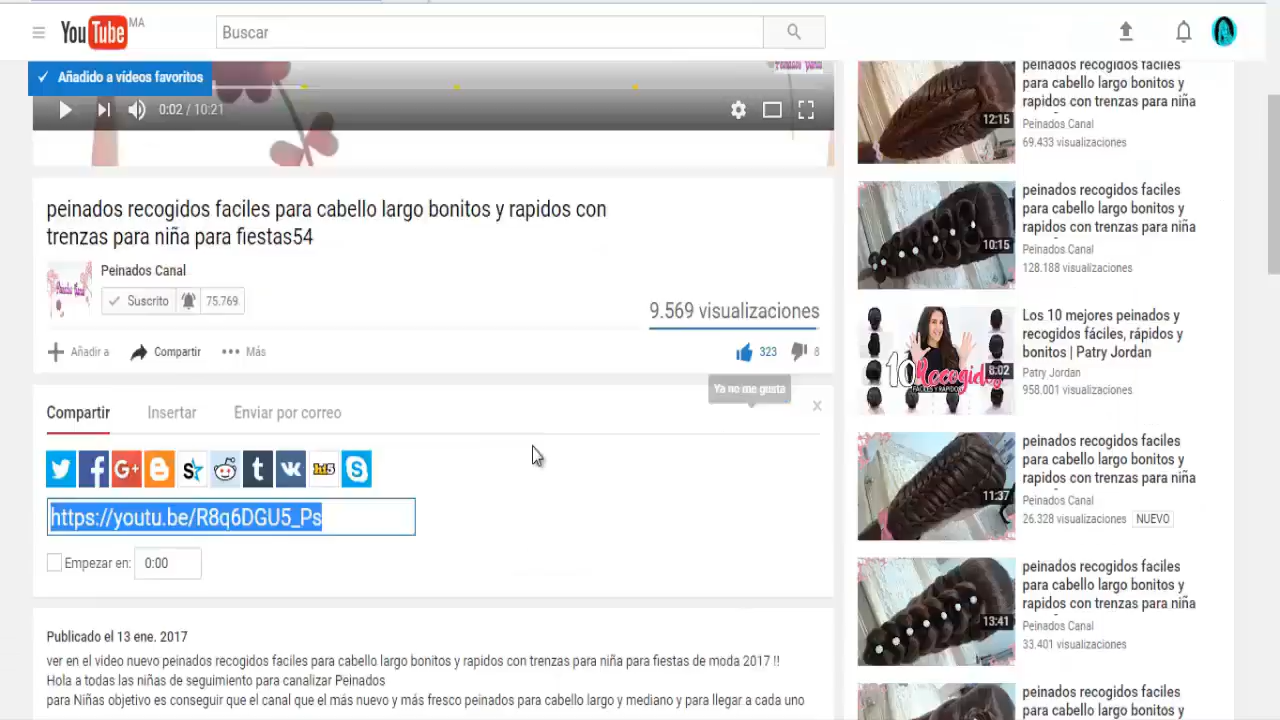 YouTube MA
Buscar
✓ Añadido a vídeos favoritos
0:02 / 10:21
peinados recogidos faciles para cabello largo bonitos y rapidos con
trenzas para niña para fiestas54
Peinados Canal
Suscrito 75.769
9.569 visualizaciones
Añadir a Compartir Más
323 8
Ya no me gusta
Compartir Insertar Enviar por correo
hi5
https://youtu.be/R8q6DGU5_Ps
Empezar en: 0:00
Publicado el 13 ene. 2017
ver en el video nuevo peinados recogidos faciles para cabello largo bonitos y rapidos con trenzas para niña para fiestas de moda 2017 !!
Hola a todas las niñas de seguimiento para canalizar Peinados
para Niñas objetivo es conseguir que el canal que el más nuevo y más fresco peinados para cabello largo y mediano y para llegar a cada uno
peinados recogidos faciles
para cabello largo bonitos y
rapidos con trenzas para niña
12:15
Peinados Canal
69.433 visualizaciones
peinados recogidos faciles
para cabello largo bonitos y
rapidos con trenzas para niña
10:15
Peinados Canal
128.188 visualizaciones
Los 10 mejores peinados y
recogidos fáciles, rápidos y
bonitos | Patry Jordan
10 Recogidos
FACILES Y RAPIDOS
8:02
Patry Jordan
958.001 visualizaciones
peinados recogidos faciles
para cabello largo bonitos y
rapidos con trenzas para niña
11:37
Peinados Canal
26.328 visualizaciones NUEVO
peinados recogidos faciles
para cabello largo bonitos y
rapidos con trenzas para niña
13:41
Peinados Canal
33.401 visualizaciones
peinados recogidos faciles
para cabello largo bonitos y